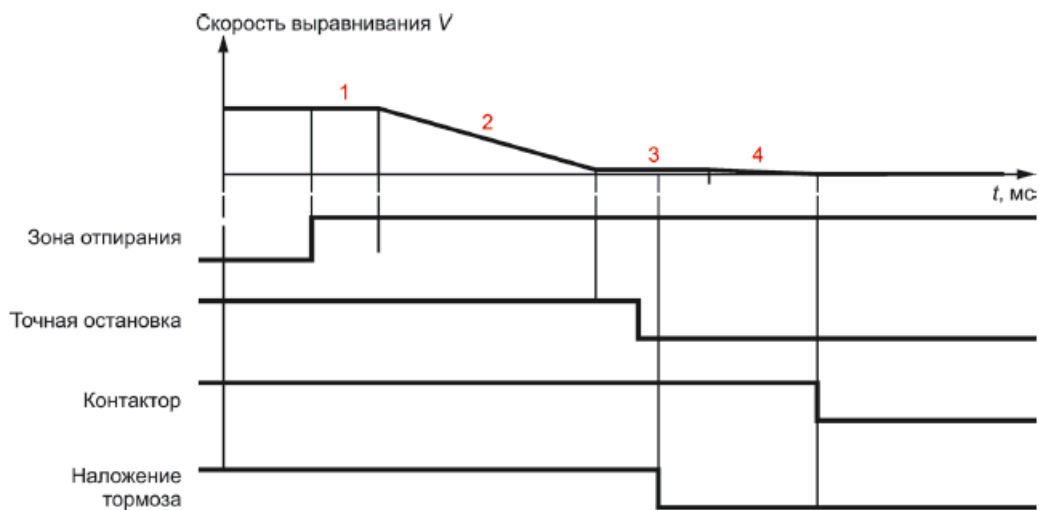 Скорость выравнивания V
1
2
3
4
t, мс
Зона отпирания
Точная остановка
Контактор
Наложение
тормоза